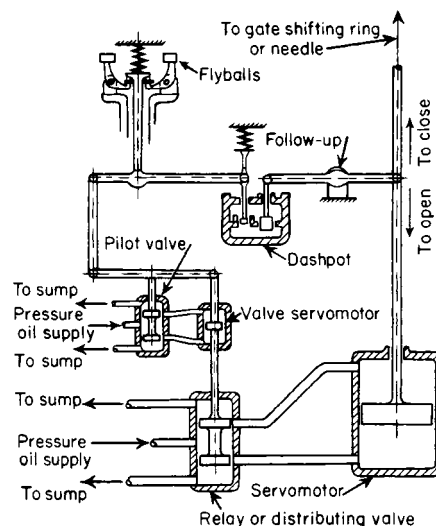 To gate shifting ring
or needle
Flyballs
Follow-up
To close
To open
Dashpot
Pilot valve
To sump
Pressure
oil supply
To sump
Valve servomotor
To sump
Pressure
oil supply
To sump
Servomotor
Relay or distributing valve